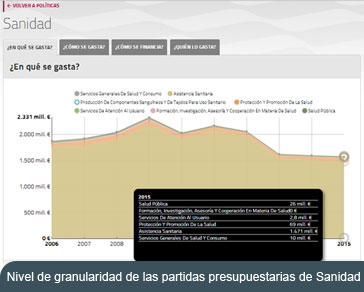 ← VOLVER A POLÍTICAS
Sanidad
¿EN QUÉ SE GASTA? ¿CÓMO SE GASTA? ¿CÓMO SE FINANCIA? ¿QUIÉN LO GASTA?
¿En qué se gasta?
Servicios Generales De Salud Y Consumo Asistencia Sanitaria
Producción De Componentes Sanguíneos Y De Tejidos Para Uso Sanitario Protección Y Promoción De La Salud
Servicios De Atención Al Usuario Formación, Investigación, Asesoría Y Cooperación En Materia De Salud Salud Pública
2.331 mill. €
2.000 mill. €
1.500 mill. €
1.000 mill. €
500 mill. €
0 €
2006 2007 2008 2015
2015
Salud Pública 26 mill. €
Formación, Investigación, Asesoría Y Cooperación En Materia De Salud 0 €
Servicios De Atención Al Usuario 2,8 mill. €
Protección Y Promoción De La Salud 69 mill. €
Asistencia Sanitaria 1.471 mill. €
Servicios Generales De Salud Y Consumo 10 mill. €
Nivel de granularidad de las partidas presupuestarias de Sanidad